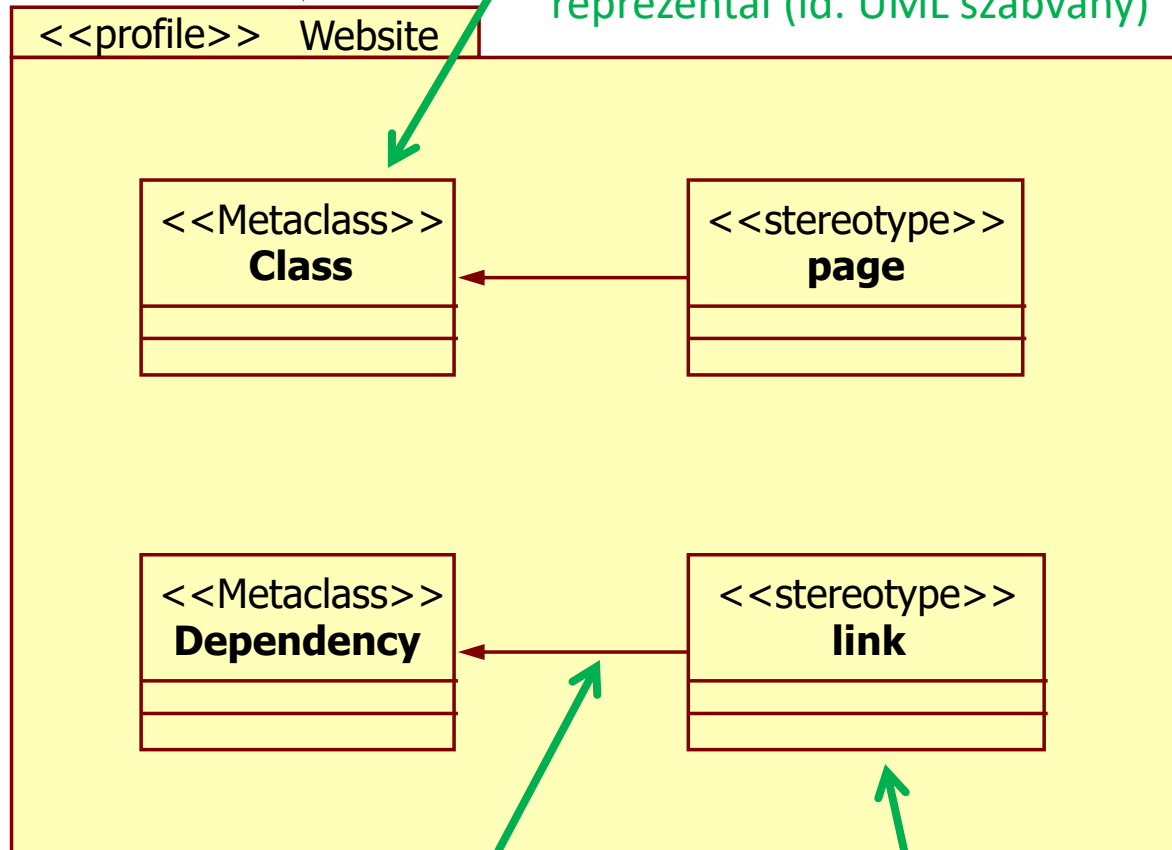 reprezentál (ld. UML szabvány)
<<profile>> Website
<<Metaclass>>
Class
<<stereotype>>
page
<<Metaclass>>
Dependency
<<stereotype>>
link